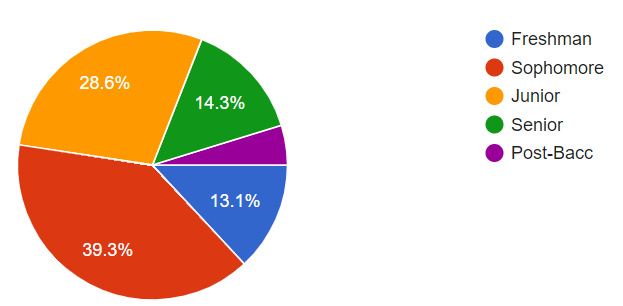 Freshman
Sophomore
Junior
Senior
Post-Bacc
28.6%
14.3%
13.1%
39.3%